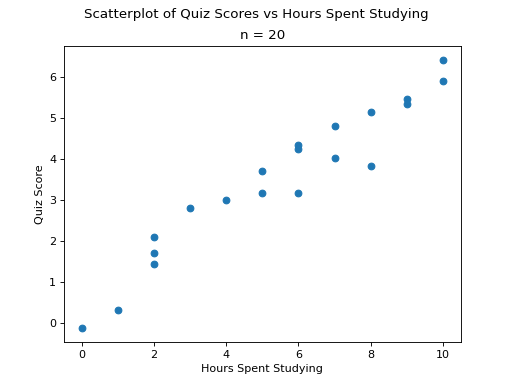 Scatterplot of Quiz Scores vs Hours Spent Studying
n = 20
6
5
4
3
2
1
0
Quiz Score
0 2 4 6 8 10
Hours Spent Studying